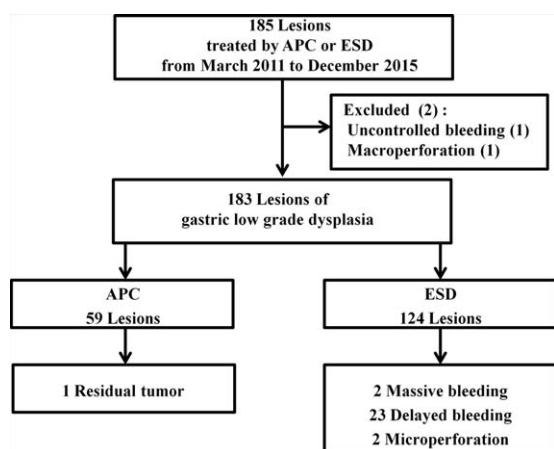 185 Lesions
treated by APC or ESD
from March 2011 to December 2015
Excluded (2) :
Uncontrolled bleeding (1)
Macroperforation (1)
183 Lesions of
gastric low grade dysplasia
APC
59 Lesions
ESD
124 Lesions
1 Residual tumor
2 Massive bleeding
23 Delayed bleeding
2 Microperforation